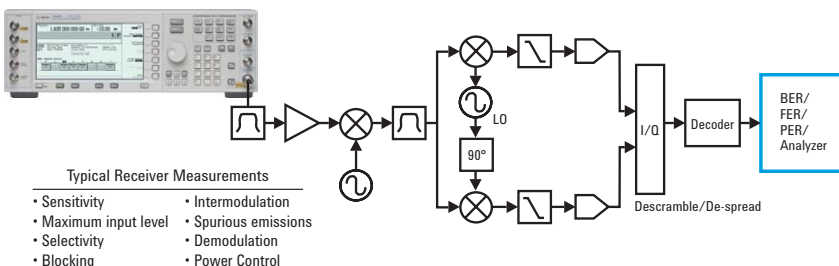 LO
90°
I/Q
Decoder
BER/
FER/
PER/
Analyzer
Descramble/De-spread
Typical Receiver Measurements
• Sensitivity
• Maximum input level
• Selectivity
• Blocking
• Intermodulation
• Spurious emissions
• Demodulation
• Power Control